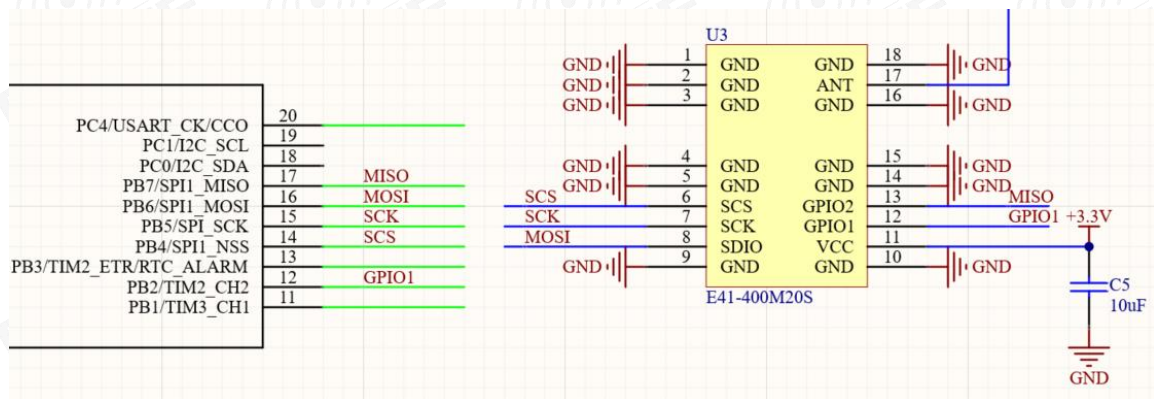 PC4/USART_CK/CCO 20
PC1/I2C_SCL 19
PC0/I2C_SDA 18
PB7/SPI1_MISO 17 MISO
PB6/SPI1_MOSI 16 MOSI
PB5/SPI_SCK 15 SCK
PB4/SPI1_NSS 14 SCS
PB3/TIM2_ETR/RTC_ALARM 13
PB2/TIM2_CH2 12 GPIO1
PB1/TIM3_CH1 11
U3
GND 1 GND GND 18 GND
GND 2 GND ANT 17
GND 3 GND GND 16 GND
GND 4 GND GND 15 GND
GND 5 GND GND 14 GND
SCS 6 SCS GPIO2 13 MISO
SCK 7 SCK GPIO1 12 GPIO1 +3.3V
MOSI 8 SDIO VCC 11
GND 9 GND GND 10 GND
E41-400M20S
C5
10uF
GND